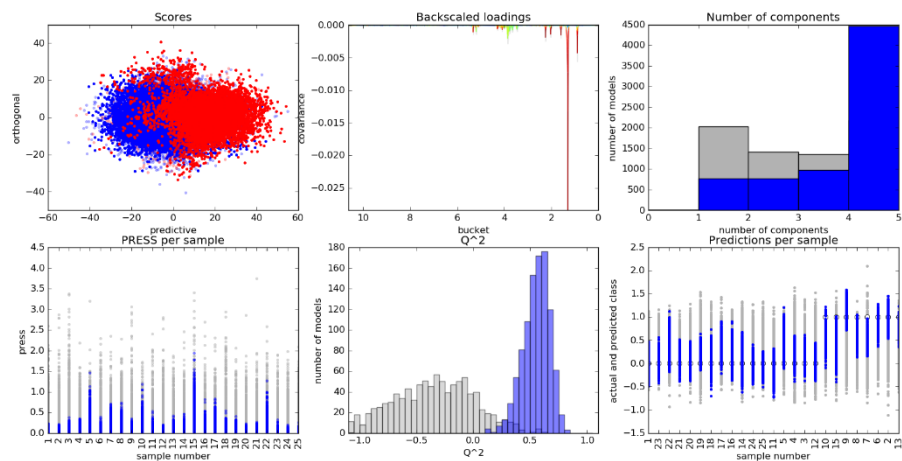 Scores
Backscaled loadings
Number of components
40
20
0
−20
−40
orthogonal
−60 −40 −20 0 20 40 60
predictive
0.000
−0.005
−0.010
−0.015
−0.020
−0.025
covariance
10 8 6 4 2 0
bucket
4500
4000
3500
3000
2500
2000
1500
1000
500
0
number of models
0 1 2 3 4 5
number of components
PRESS per sample
Q^2
Predictions per sample
4.5
4.0
3.5
3.0
2.5
2.0
1.5
1.0
0.5
0.0
press
1 2 3 4 5 6 7 8 9 10 11 12 13 14 15 16 17 18 19 20 21 22 23 24 25
sample number
180
160
140
120
100
80
60
40
20
0
number of models
−1.0 −0.5 0.0 0.5 1.0
Q^2
2.5
2.0
1.5
1.0
0.5
0.0
−0.5
−1.0
−1.5
actual and predicted class
1 23 22 21 20 19 18 17 16 14 24 25 11 5 4 3 12 10 15 9 8 7 6 2 13
sample number